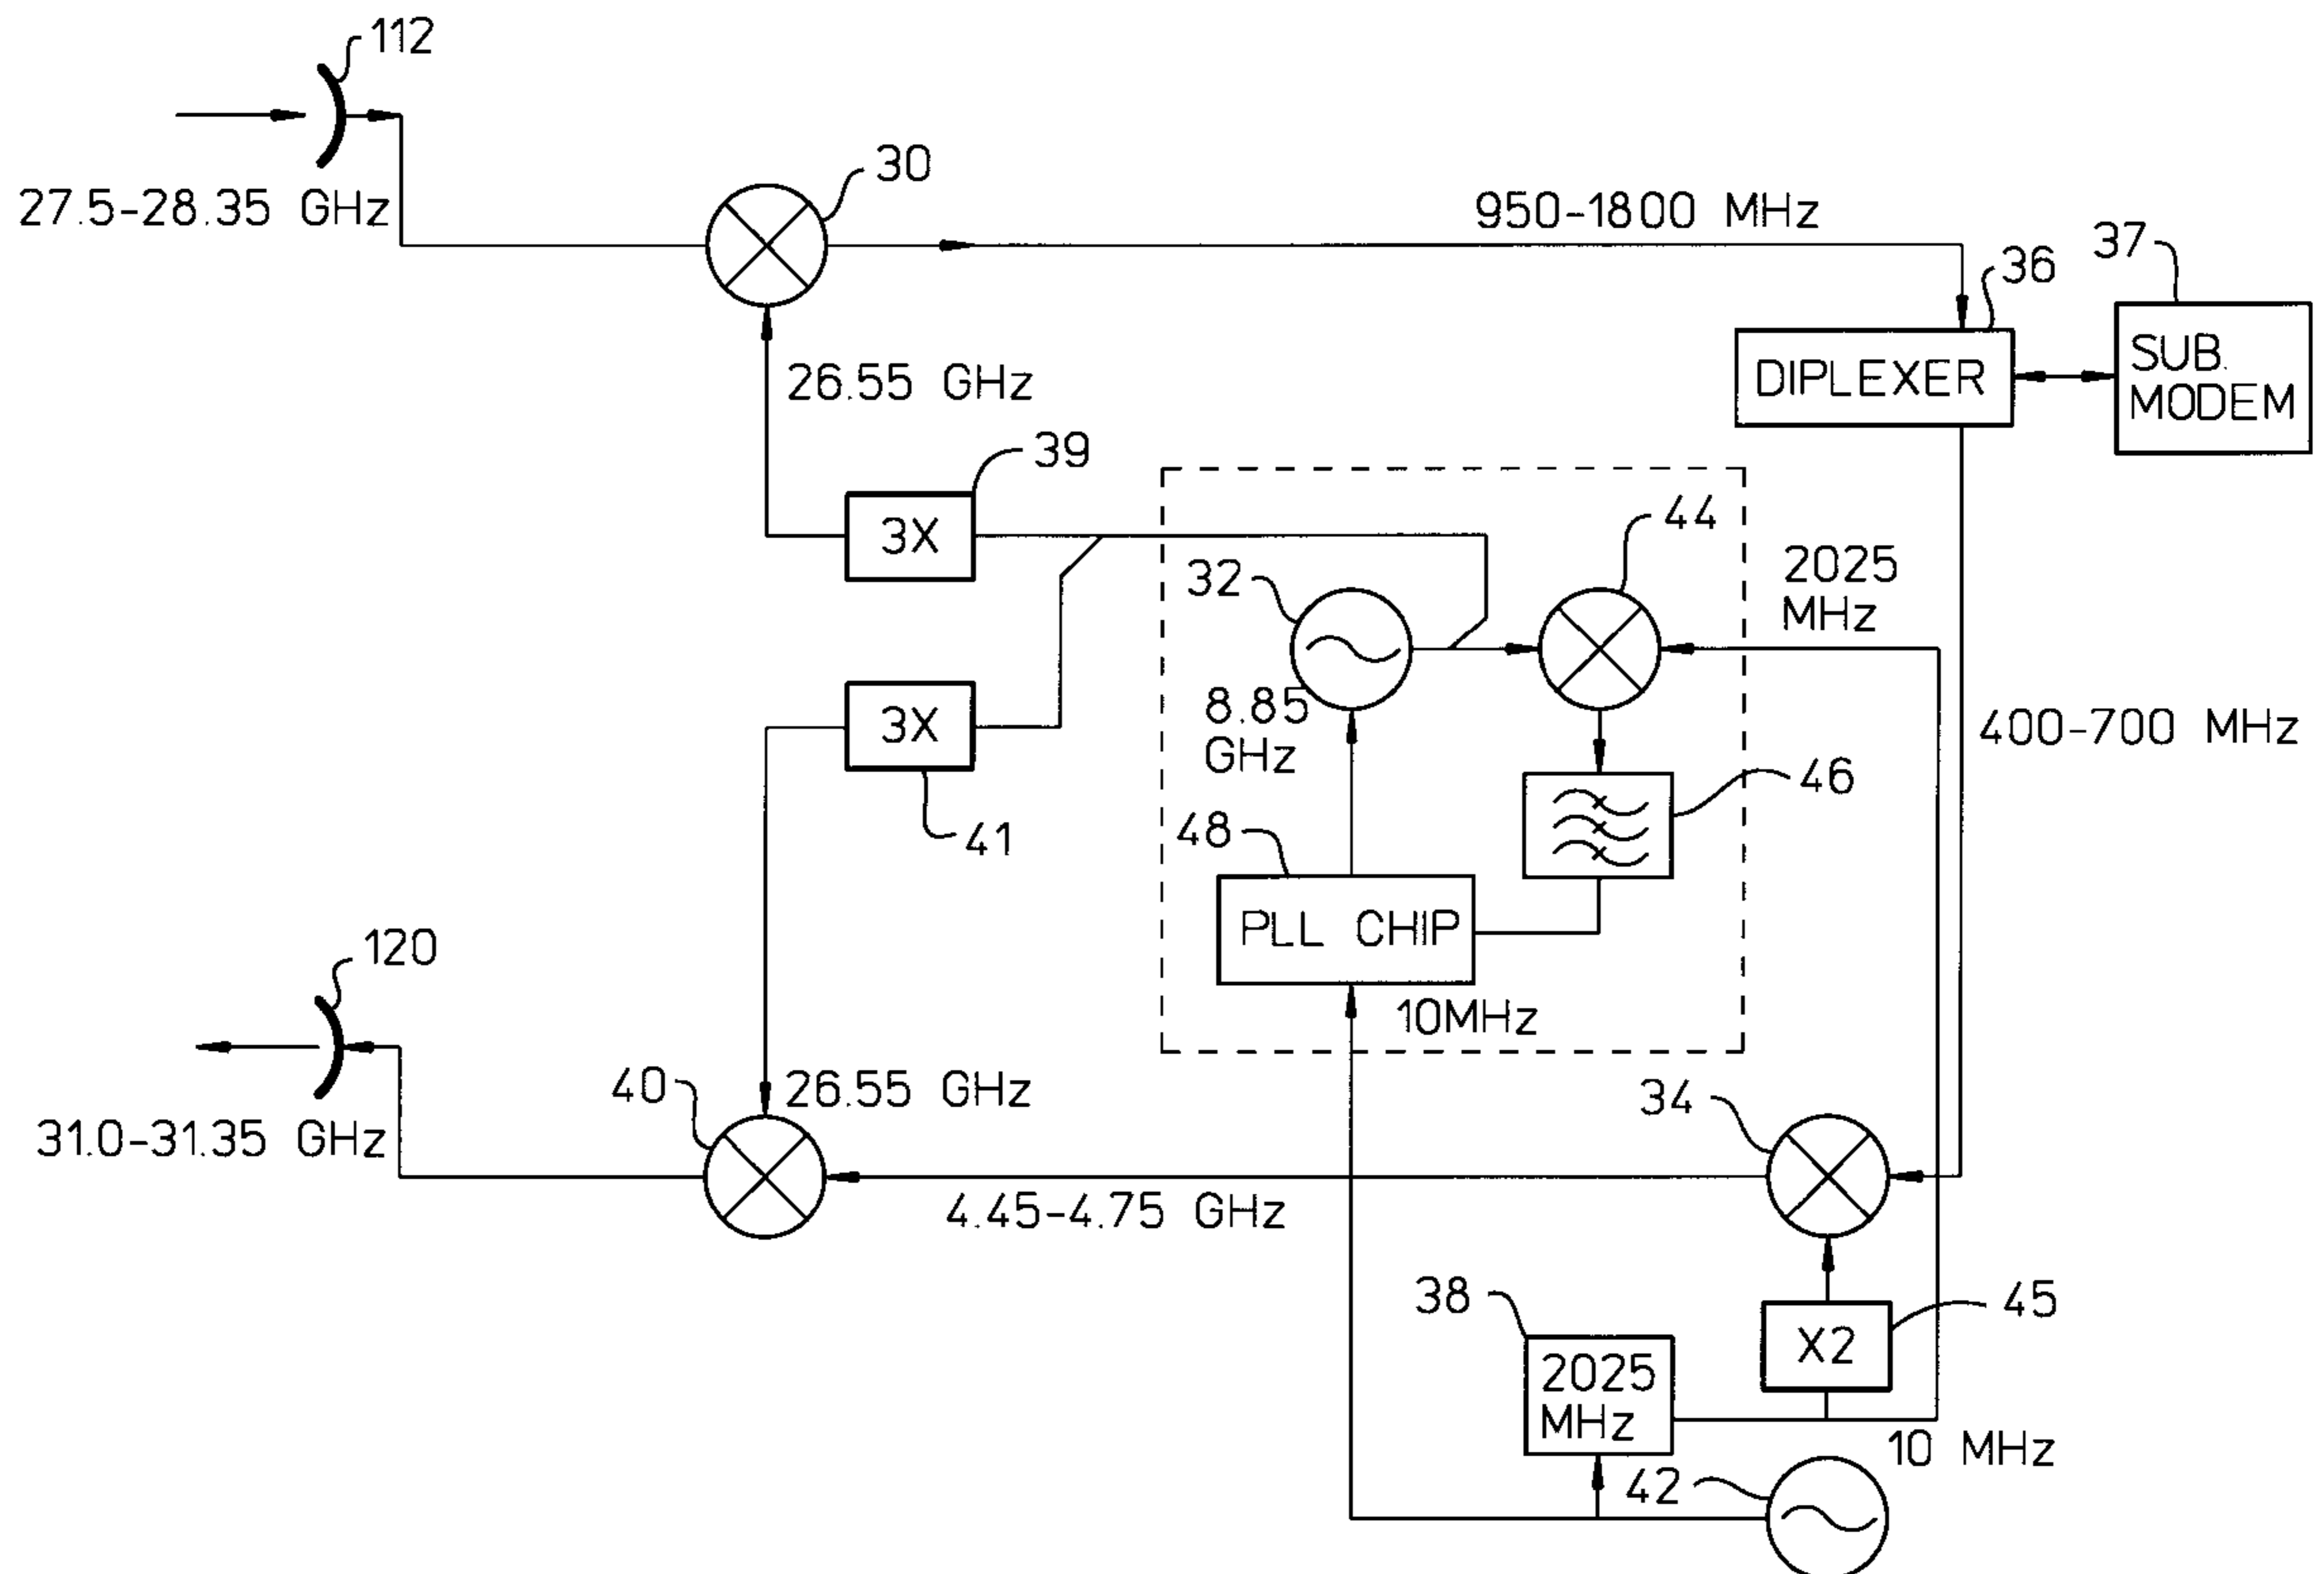 112
27.5-28.35 GHz
30
950-1800 MHz
37
36
SUB.
MODEM
DIPLEXER
26.55 GHz
39
3X
44
32
2025
MHz
8.85
GHz
400-700 MHz
3X
41
46
48
PLL CHIP
10MHz
120
31.0-31.35 GHz
40
26.55 GHz
34
4.45-4.75 GHz
38
45
X2
2025
MHz
10 MHz
42